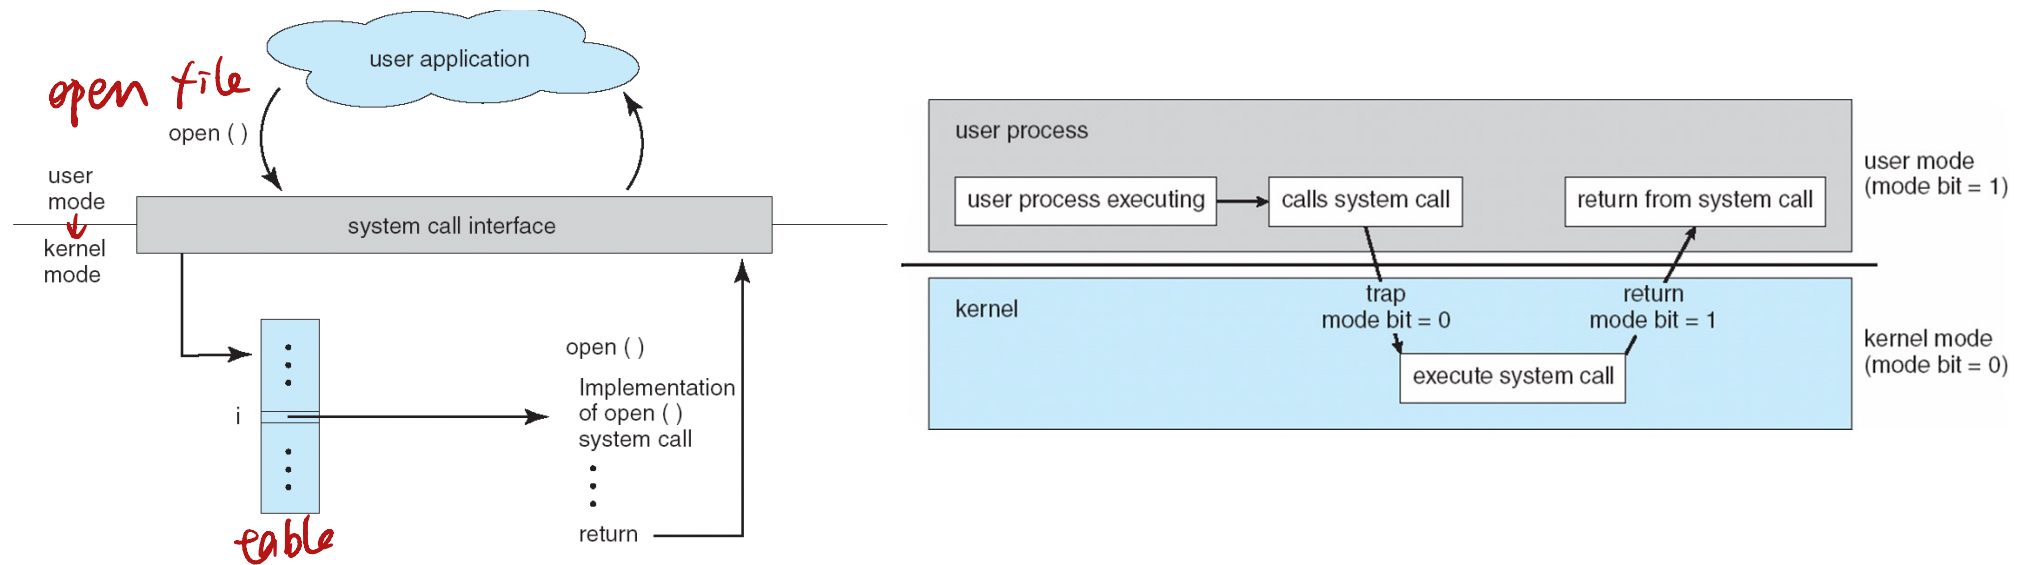 user application
open file
open ( )
user
mode
kernel
mode
system call interface
i
open ( )
Implementation
of open ( )
system call
return
table
user process
user process executing
calls system call
return from system call
user mode
(mode bit = 1)
kernel
trap
mode bit = 0
return
mode bit = 1
execute system call
kernel mode
(mode bit = 0)